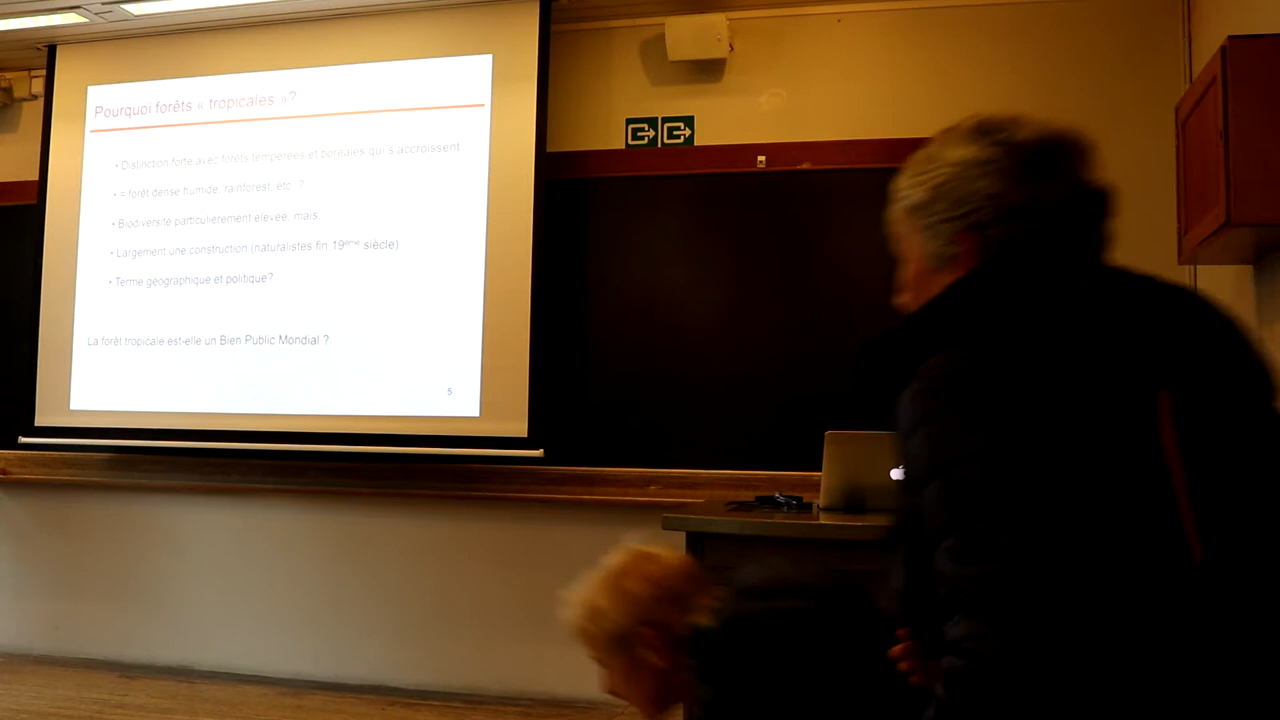 Pourquoi forêts « tropicales »?
• Distinction forte avec forêts tempérées et boréales qui s'accroissent
• = forêt dense humide, rainforest, etc. ?
• Biodiversité particulièrement élevée, mais.
• Largement une construction (naturalistes fin 19ème siècle)
• Terme géographique et politique?
La forêt tropicale est-elle un Bien Public Mondial ?
5